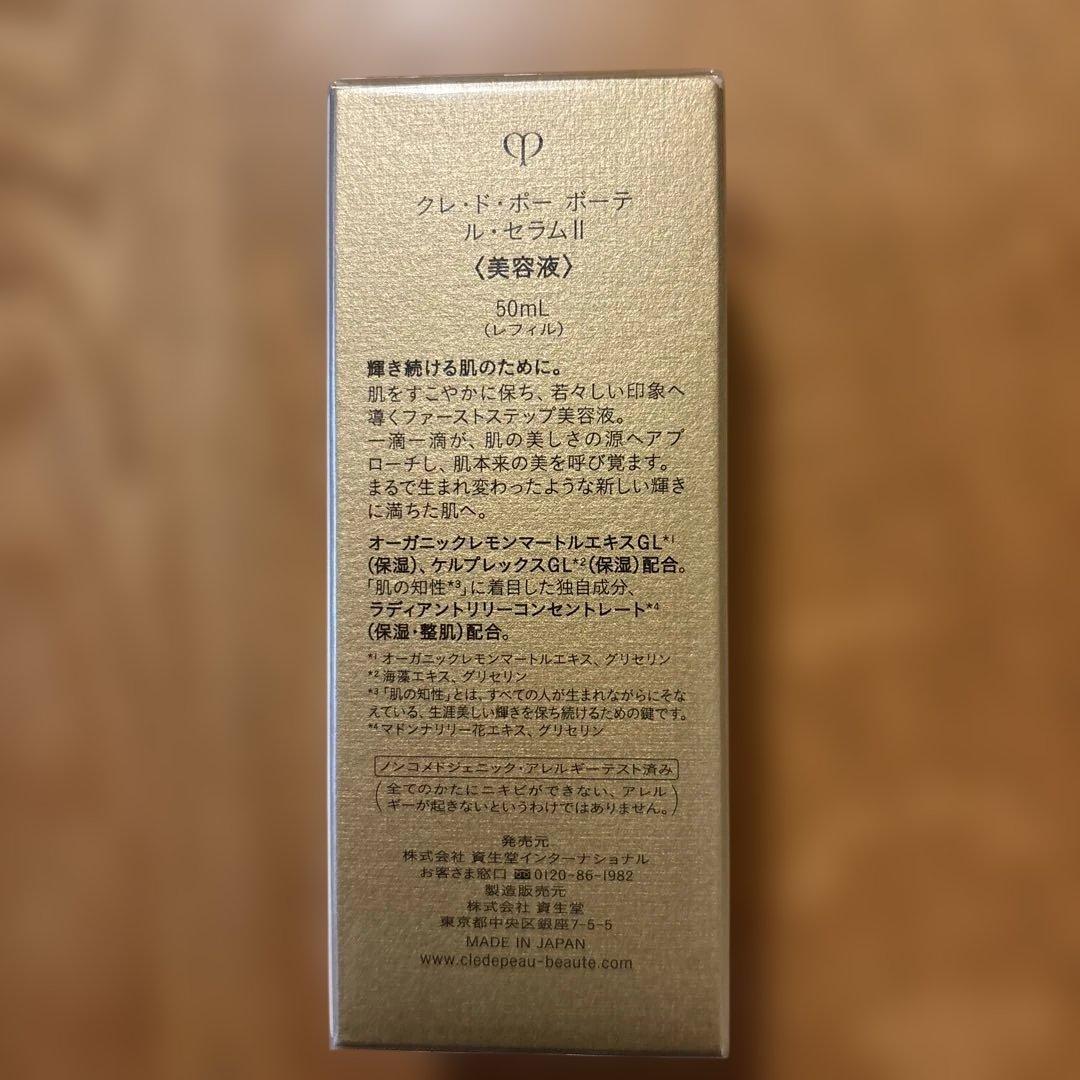 クレ・ド・ポー ボーテ
ル・セラムII
〈美容液〉
50mL
(レフィル)
輝き続ける肌のために。
肌をすこやかに保ち、若々しい印象へ
導くファーストステップ美容液。
一滴一滴が、肌の美しさの源へアプ
ローチし、肌本来の美を呼び覚ます。
まるで生まれ変わったような新しい輝き
に満ちた肌へ。
オーガニックレモンマートルエキスGL*1
(保湿)、ケルプレックスGL*2(保湿)配合。
「肌の知性*3」に着目した独自成分、
ラディアントリリーコンセントレート*4
(保湿・整肌)配合。
*1 オーガニックレモンマートルエキス、グリセリン
*2 海藻エキス、グリセリン
*3「肌の知性」とは、すべての人が生まれながらにそな
えている、生涯美しい輝きを保ち続けるための鍵です。
*4 マドンナリリー花エキス、グリセリン
ノンコメドジェニック・アレルギーテスト済み
(全てのかたにニキビができない、アレル
ギーが起きないというわけではありません。)
発売元
株式会社 資生堂インターナショナル
お客さま窓口 0120-86-1982
製造販売元
株式会社 資生堂
東京都中央区銀座7-5-5
MADE IN JAPAN
www.cledepeau-beaute.com